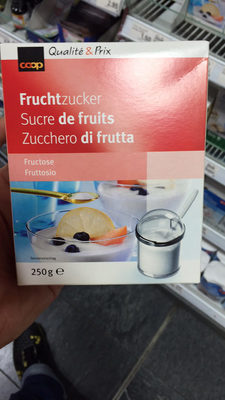 coop
Qualité & Prix
Fruchtzucker
Sucre de fruits
Zucchero di frutta
Fructose
Fruttosio
250g e